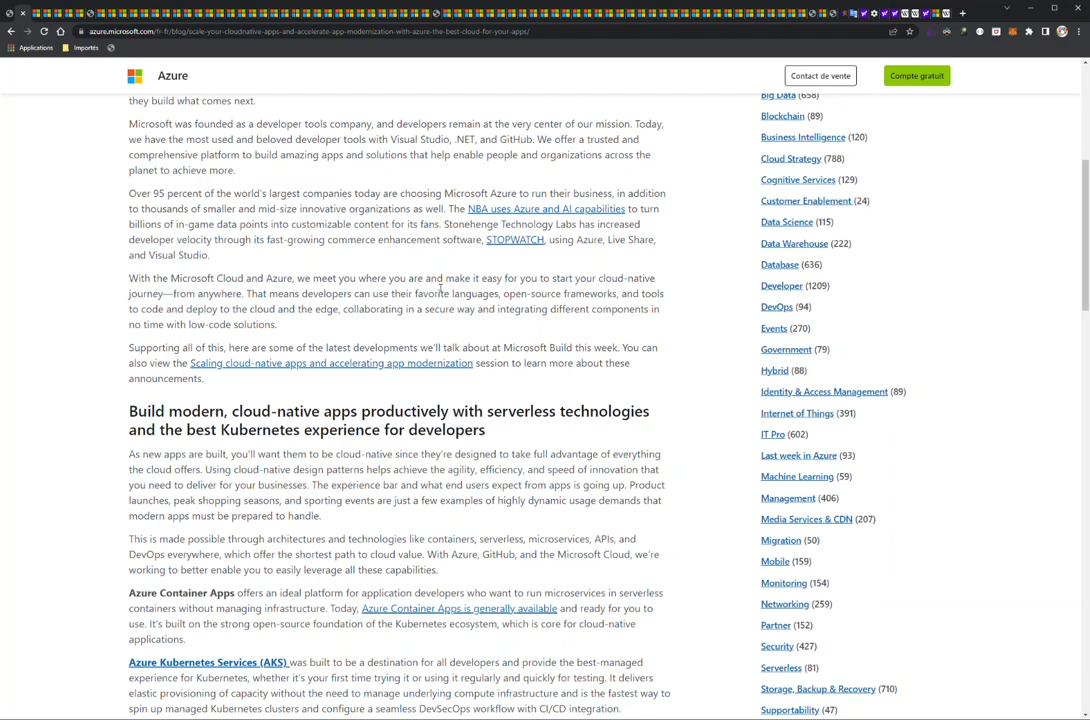 azure.microsoft.com/fr-fr/blog/scale-your-cloudnative-apps-and-accelerate-app-modernization-with-azure-the-best-cloud-for-your-apps/
Applications
Importés
Azure
Contact de vente
Compte gratuit
they build what comes next.
Microsoft was founded as a developer tools company, and developers remain at the very center of our mission. Today,
we have the most used and beloved developer tools with Visual Studio, .NET, and GitHub. We offer a trusted and
comprehensive platform to build amazing apps and solutions that help enable people and organizations across the
planet to achieve more.
Over 95 percent of the world's largest companies today are choosing Microsoft Azure to run their business, in addition
to thousands of smaller and mid-size innovative organizations as well. The NBA uses Azure and AI capabilities to turn
billions of in-game data points into customizable content for its fans. Stonehenge Technology Labs has increased
developer velocity through its fast-growing commerce enhancement software, STOPWATCH, using Azure, Live Share,
and Visual Studio.
With the Microsoft Cloud and Azure, we meet you where you are and make it easy for you to start your cloud-native
journey—from anywhere. That means developers can use their favorite languages, open-source frameworks, and tools
to code and deploy to the cloud and the edge, collaborating in a secure way and integrating different components in
no time with low-code solutions.
Supporting all of this, here are some of the latest developments we'll talk about at Microsoft Build this week. You can
also view the Scaling cloud-native apps and accelerating app modernization session to learn more about these
announcements.
Build modern, cloud-native apps productively with serverless technologies
and the best Kubernetes experience for developers
As new apps are built, you'll want them to be cloud-native since they're designed to take full advantage of everything
the cloud offers. Using cloud-native design patterns helps achieve the agility, efficiency, and speed of innovation that
you need to deliver for your businesses. The experience bar and what end users expect from apps is going up. Product
launches, peak shopping seasons, and sporting events are just a few examples of highly dynamic usage demands that
modern apps must be prepared to handle.
This is made possible through architectures and technologies like containers, serverless, microservices, APIs, and
DevOps everywhere, which offer the shortest path to cloud value. With Azure, GitHub, and the Microsoft Cloud, we're
working to better enable you to easily leverage all these capabilities.
Azure Container Apps offers an ideal platform for application developers who want to run microservices in serverless
containers without managing infrastructure. Today, Azure Container Apps is generally available and ready for you to
use. It's built on the strong open-source foundation of the Kubernetes ecosystem, which is core for cloud-native
applications.
Azure Kubernetes Services (AKS) was built to be a destination for all developers and provide the best-managed
experience for Kubernetes, whether it's your first time trying it or using it regularly and quickly for testing. It delivers
elastic provisioning of capacity without the need to manage underlying compute infrastructure and is the fastest way to
spin up managed Kubernetes clusters and configure a seamless DevSecOps workflow with CI/CD integration.
Big Data (658)
Blockchain (89)
Business Intelligence (120)
Cloud Strategy (788)
Cognitive Services (129)
Customer Enablement (24)
Data Science (115)
Data Warehouse (222)
Database (636)
Developer (1209)
DevOps (94)
Events (270)
Government (79)
Hybrid (88)
Identity & Access Management (89)
Internet of Things (391)
IT Pro (602)
Last week in Azure (93)
Machine Learning (59)
Management (406)
Media Services & CDN (207)
Migration (50)
Mobile (159)
Monitoring (154)
Networking (259)
Partner (152)
Security (427)
Serverless (81)
Storage, Backup & Recovery (710)
Supportability (47)